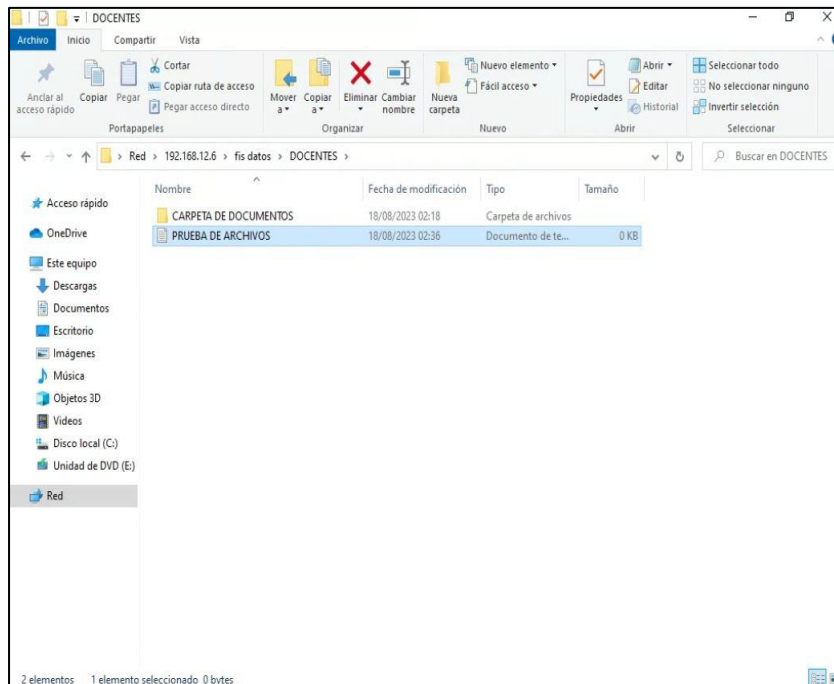 DOCENTES
Archivo Inicio Compartir Vista
Anclar al acceso rápido
Copiar
Pegar
Cortar
Copiar ruta de acceso
Pegar acceso directo
Portapapeles
Mover a
Copiar a
Eliminar
Cambiar nombre
Organizar
Nueva carpeta
Nuevo elemento
Fácil acceso
Nuevo
Propiedades
Abrir
Editar
Historial
Abrir
Seleccionar todo
No seleccionar ninguno
Invertir selección
Seleccionar
Red > 192.168.12.6 > fis datos > DOCENTES >
Buscar en DOCENTES
Nombre Fecha de modificación Tipo Tamaño
CARPETA DE DOCUMENTOS 18/08/2023 02:18 Carpeta de archivos
PRUEBA DE ARCHIVOS 18/08/2023 02:36 Documento de te... 0 KB
Acceso rápido
OneDrive
Este equipo
Descargas
Documentos
Escritorio
Imágenes
Música
Objetos 3D
Videos
Disco local (C:)
Unidad de DVD (E:)
Red
2 elementos 1 elemento seleccionado 0 bytes